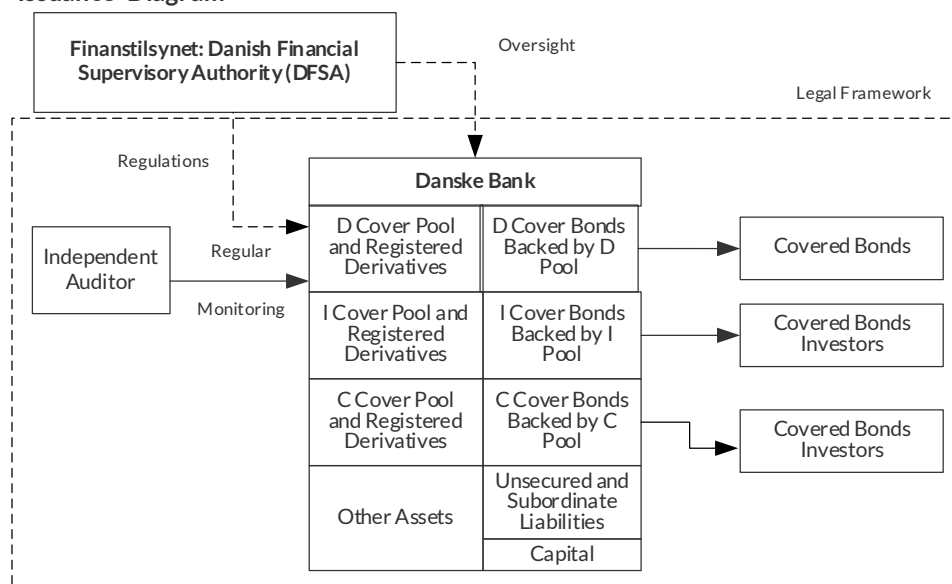 Issuance Diagram
Finanstilsynet: Danish Financial
Supervisory Authority (DFSA)
Oversight
Legal Framework
Regulations
Danske Bank
Independent
Auditor
Regular
Monitoring
D Cover Pool
and Registered
Derivatives
D Cover Bonds
Backed by D
Pool
Covered Bonds
I Cover Pool and
Registered
Derivatives
I Cover Bonds
Backed by I
Pool
Covered Bonds
Investors
C Cover Pool
and Registered
Derivatives
C Cover Bonds
Backed by C
Pool
Covered Bonds
Investors
Other Assets
Unsecured and
Subordinate
Liabilities
Capital